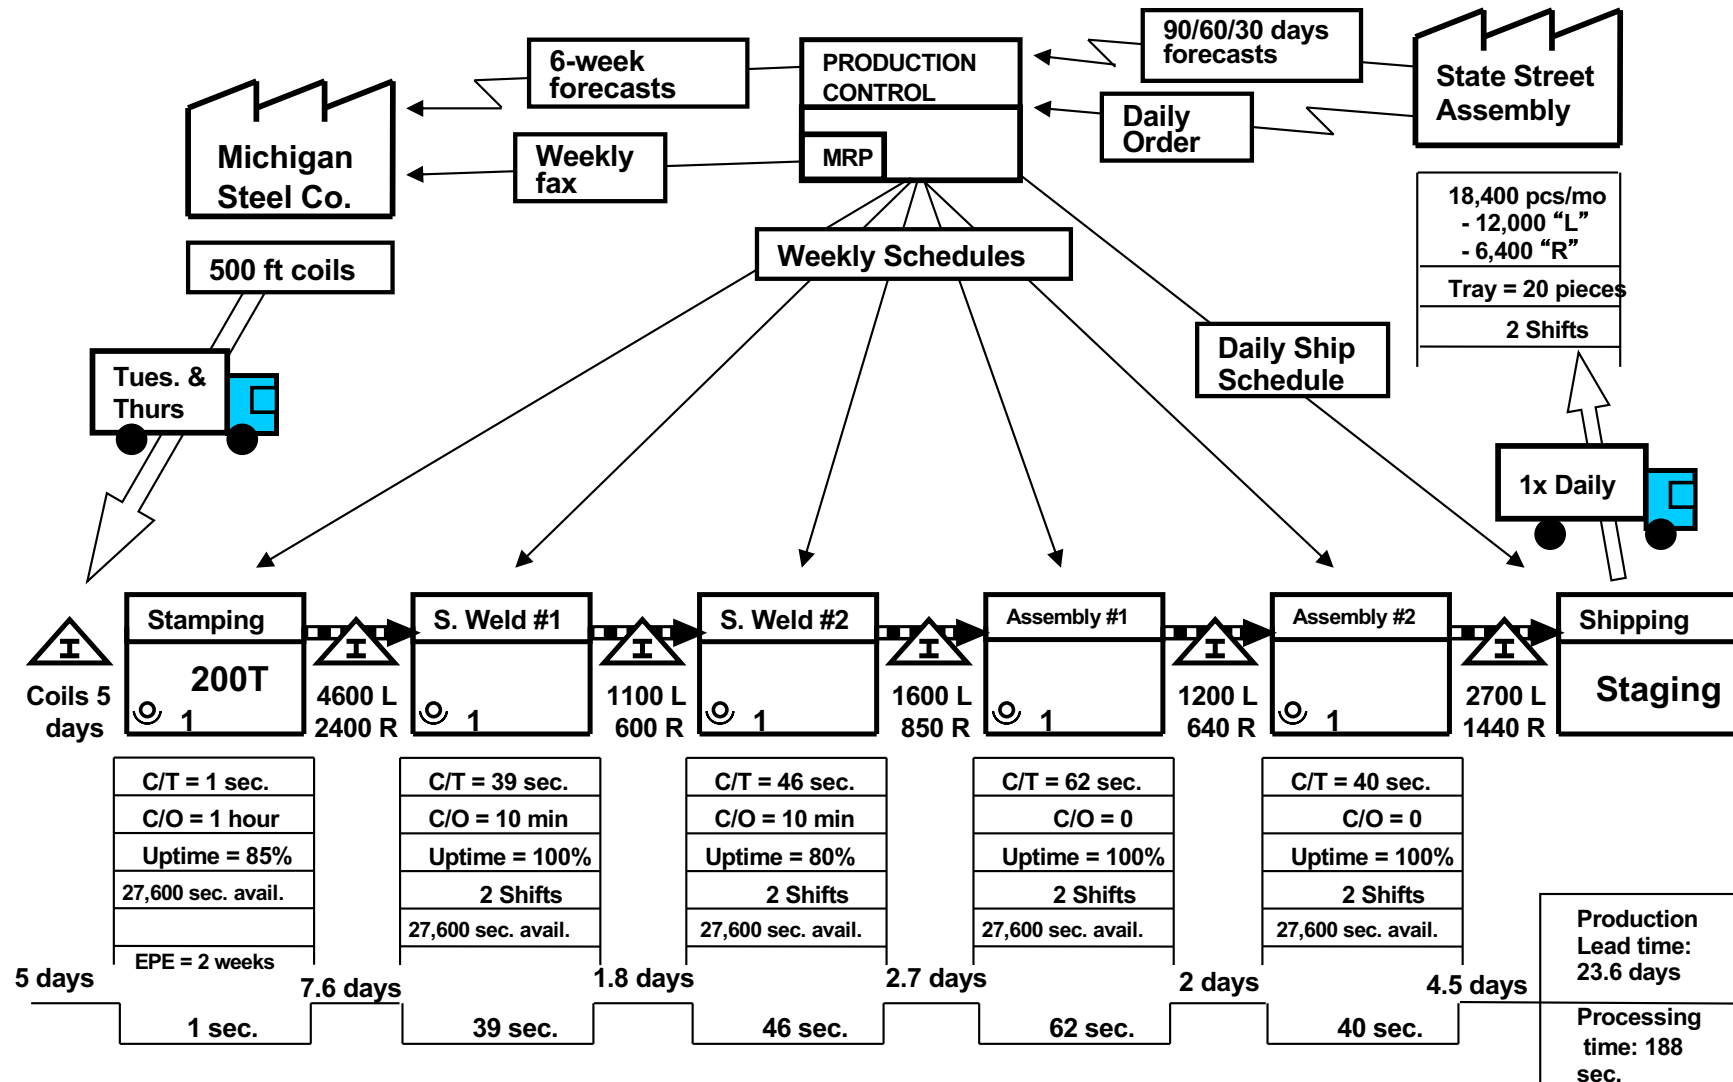 6-week
forecasts
PRODUCTION
CONTROL
MRP
90/60/30 days
forecasts
State Street
Assembly
Daily
Order
Michigan
Steel Co.
Weekly
fax
18,400 pcs/mo
- 12,000 “L”
- 6,400 “R”
Tray = 20 pieces
2 Shifts
500 ft coils
Weekly Schedules
Daily Ship
Schedule
Tues. &
Thurs
1x Daily
I
Coils 5
days
Stamping
200T
1
I
4600 L
2400 R
S. Weld #1
1
I
1100 L
600 R
S. Weld #2
1
I
1600 L
850 R
Assembly #1
1
I
1200 L
640 R
Assembly #2
1
I
2700 L
1440 R
Shipping
Staging
C/T = 1 sec.
C/O = 1 hour
Uptime = 85%
27,600 sec. avail.
EPE = 2 weeks
C/T = 39 sec.
C/O = 10 min
Uptime = 100%
2 Shifts
27,600 sec. avail.
C/T = 46 sec.
C/O = 10 min
Uptime = 80%
2 Shifts
27,600 sec. avail.
C/T = 62 sec.
C/O = 0
Uptime = 100%
2 Shifts
27,600 sec. avail.
C/T = 40 sec.
C/O = 0
Uptime = 100%
2 Shifts
27,600 sec. avail.
5 days
7.6 days
1.8 days
2.7 days
2 days
4.5 days
1 sec.
39 sec.
46 sec.
62 sec.
40 sec.
Production
Lead time:
23.6 days
Processing
time: 188
sec.